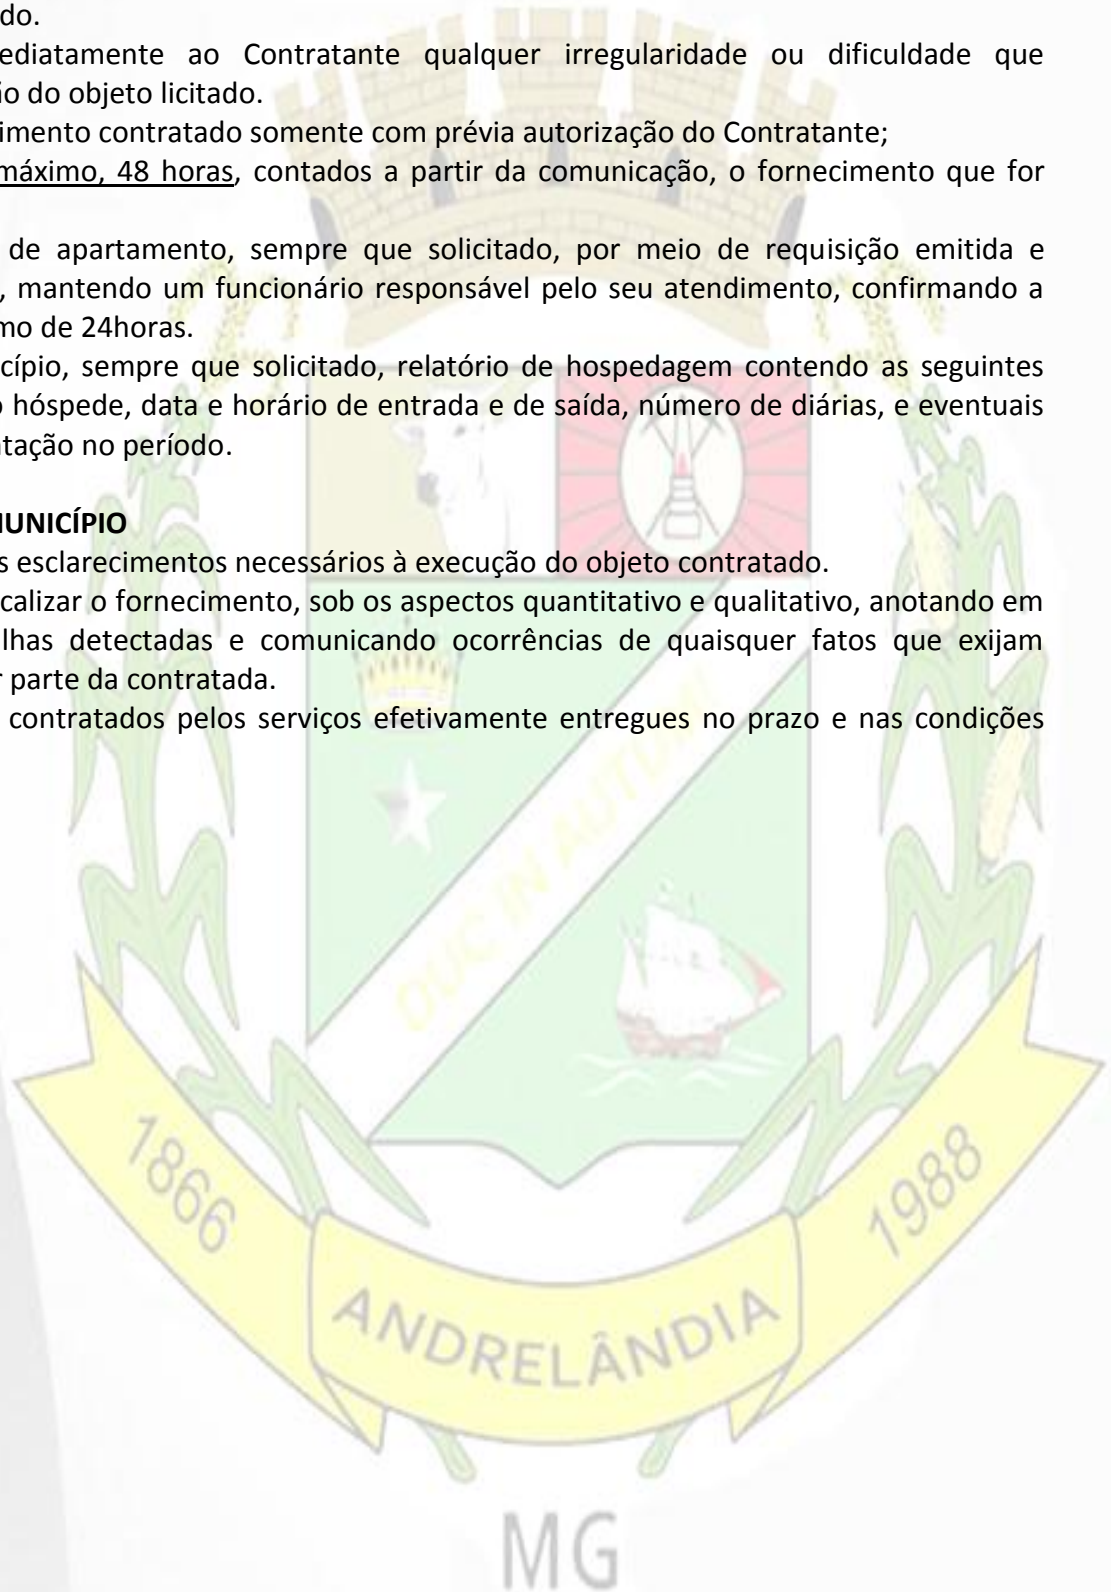 do.
ediatamente ao Contratante qualquer irregularidade ou dificuldade que
ão do objeto licitado.
imento contratado somente com prévia autorização do Contratante;
máximo, 48 horas, contados a partir da comunicação, o fornecimento que for
de apartamento, sempre que solicitado, por meio de requisição emitida e
, mantendo um funcionário responsável pelo seu atendimento, confirmando a
mo de 24horas.
cípio, sempre que solicitado, relatório de hospedagem contendo as seguintes
o hóspede, data e horário de entrada e de saída, número de diárias, e eventuais
ntação no período.
MUNICÍPIO
s esclarecimentos necessários à execução do objeto contratado.
calizar o fornecimento, sob os aspectos quantitativo e qualitativo, anotando em
lhas detectadas e comunicando ocorrências de quaisquer fatos que exijam
r parte da contratada.
contratados pelos serviços efetivamente entregues no prazo e nas condições
DUC IN ALTUM
1866
1988
ANDRELÂNDIA
MG